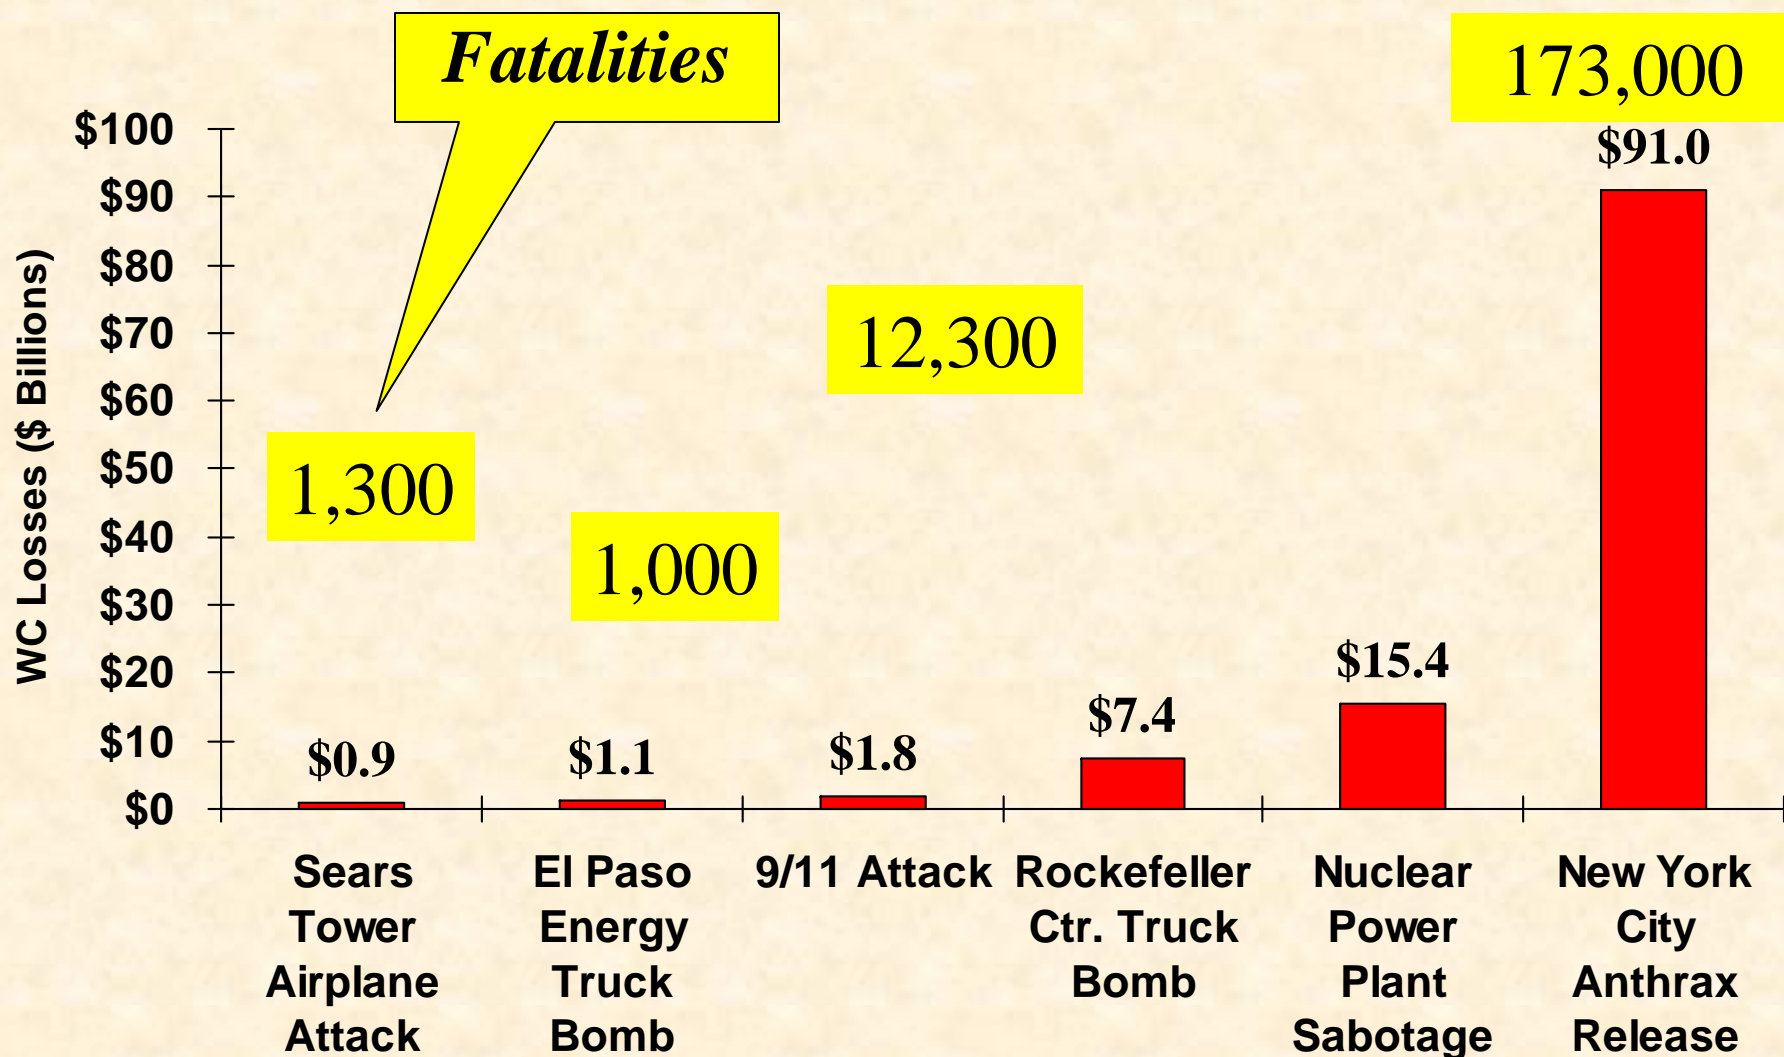 Fatalities
173,000
$100
$90
$80
$70
$60
$50
$40
$30
$20
$10
$0
WC Losses ($ Billions)
1,300
1,000
12,300
$0.9
$1.1
$1.8
$7.4
$15.4
$91.0
Sears
Tower
Airplane
Attack
El Paso
Energy
Truck
Bomb
9/11 Attack
Rockefeller
Ctr. Truck
Bomb
Nuclear
Power
Plant
Sabotage
New York
City
Anthrax
Release